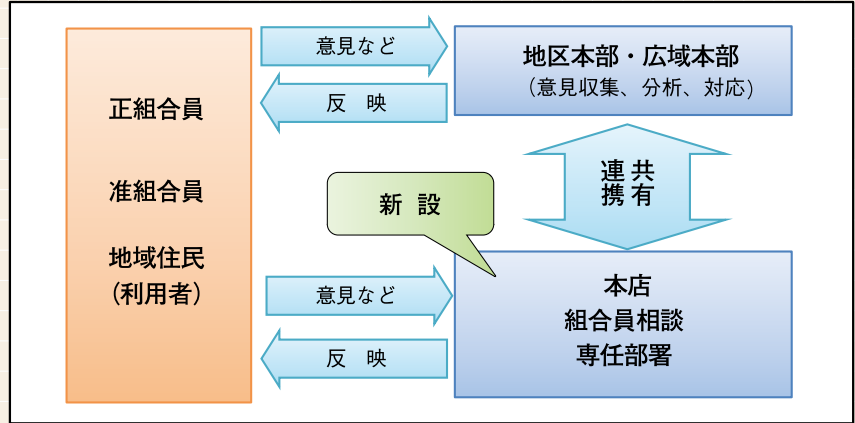 正組合員
准組合員
地域住民
(利用者)
意見など
反 映
地区本部・広域本部
(意見収集、分析、対応)
共有
連携
新 設
意見など
反 映
本店
組合員相談
専任部署